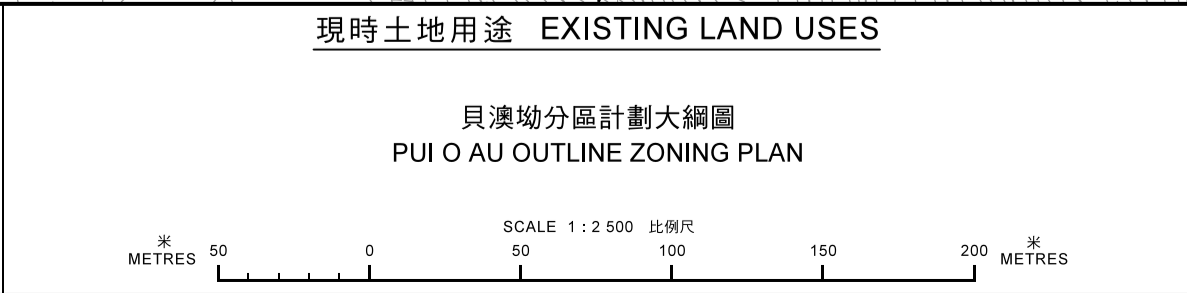 現時土地用途 EXISTING LAND USES
貝澳坳分區計劃大綱圖
PUI O AU OUTLINE ZONING PLAN
SCALE 1 : 2 500 比例尺
米 METRES 50 0 50 100 150 200 米 METRES